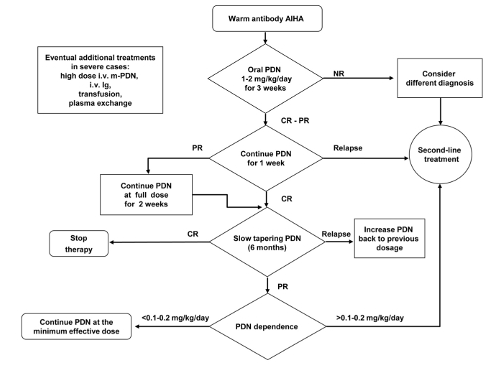 Warm antibody AIHA
Eventual additional treatments
in severe cases:
high dose i.v. m-PDN,
i.v. Ig,
transfusion,
plasma exchange
Oral PDN
1-2 mg/kg/day
for 3 weeks
NR
Consider
different diagnosis
CR - PR
PR
Continue PDN
for 1 week
Relapse
Second-line
treatment
Continue PDN
at full dose
for 2 weeks
CR
Stop
therapy
CR
Slow tapering PDN
(6 months)
Relapse
Increase PDN
back to previous
dosage
PR
Continue PDN at the
minimum effective dose
<0.1-0.2 mg/kg/day
PDN dependence
>0.1-0.2 mg/kg/day